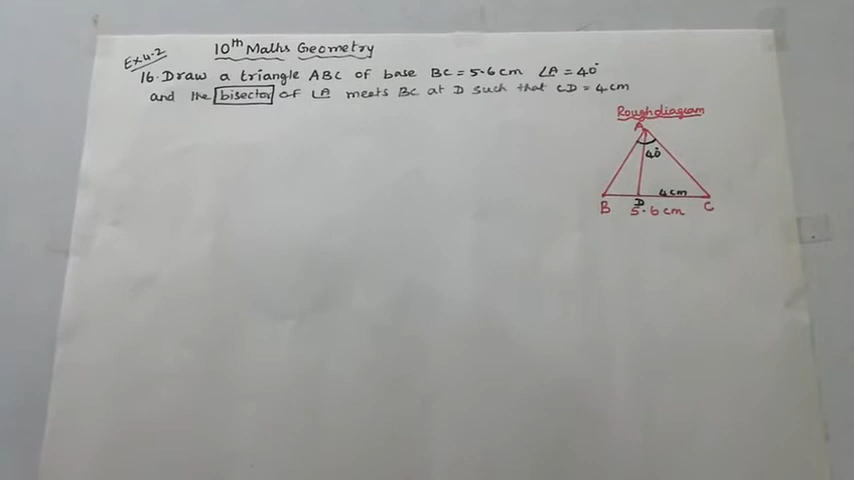 Ex 4.2
10th Maths Geometry
16. Draw a triangle ABC of base BC = 5.6 cm ∠A = 40°
and the bisector of ∠A meets BC at D such that CD = 4 cm
Rough diagram
A
40°
4 cm
B D C
5.6 cm